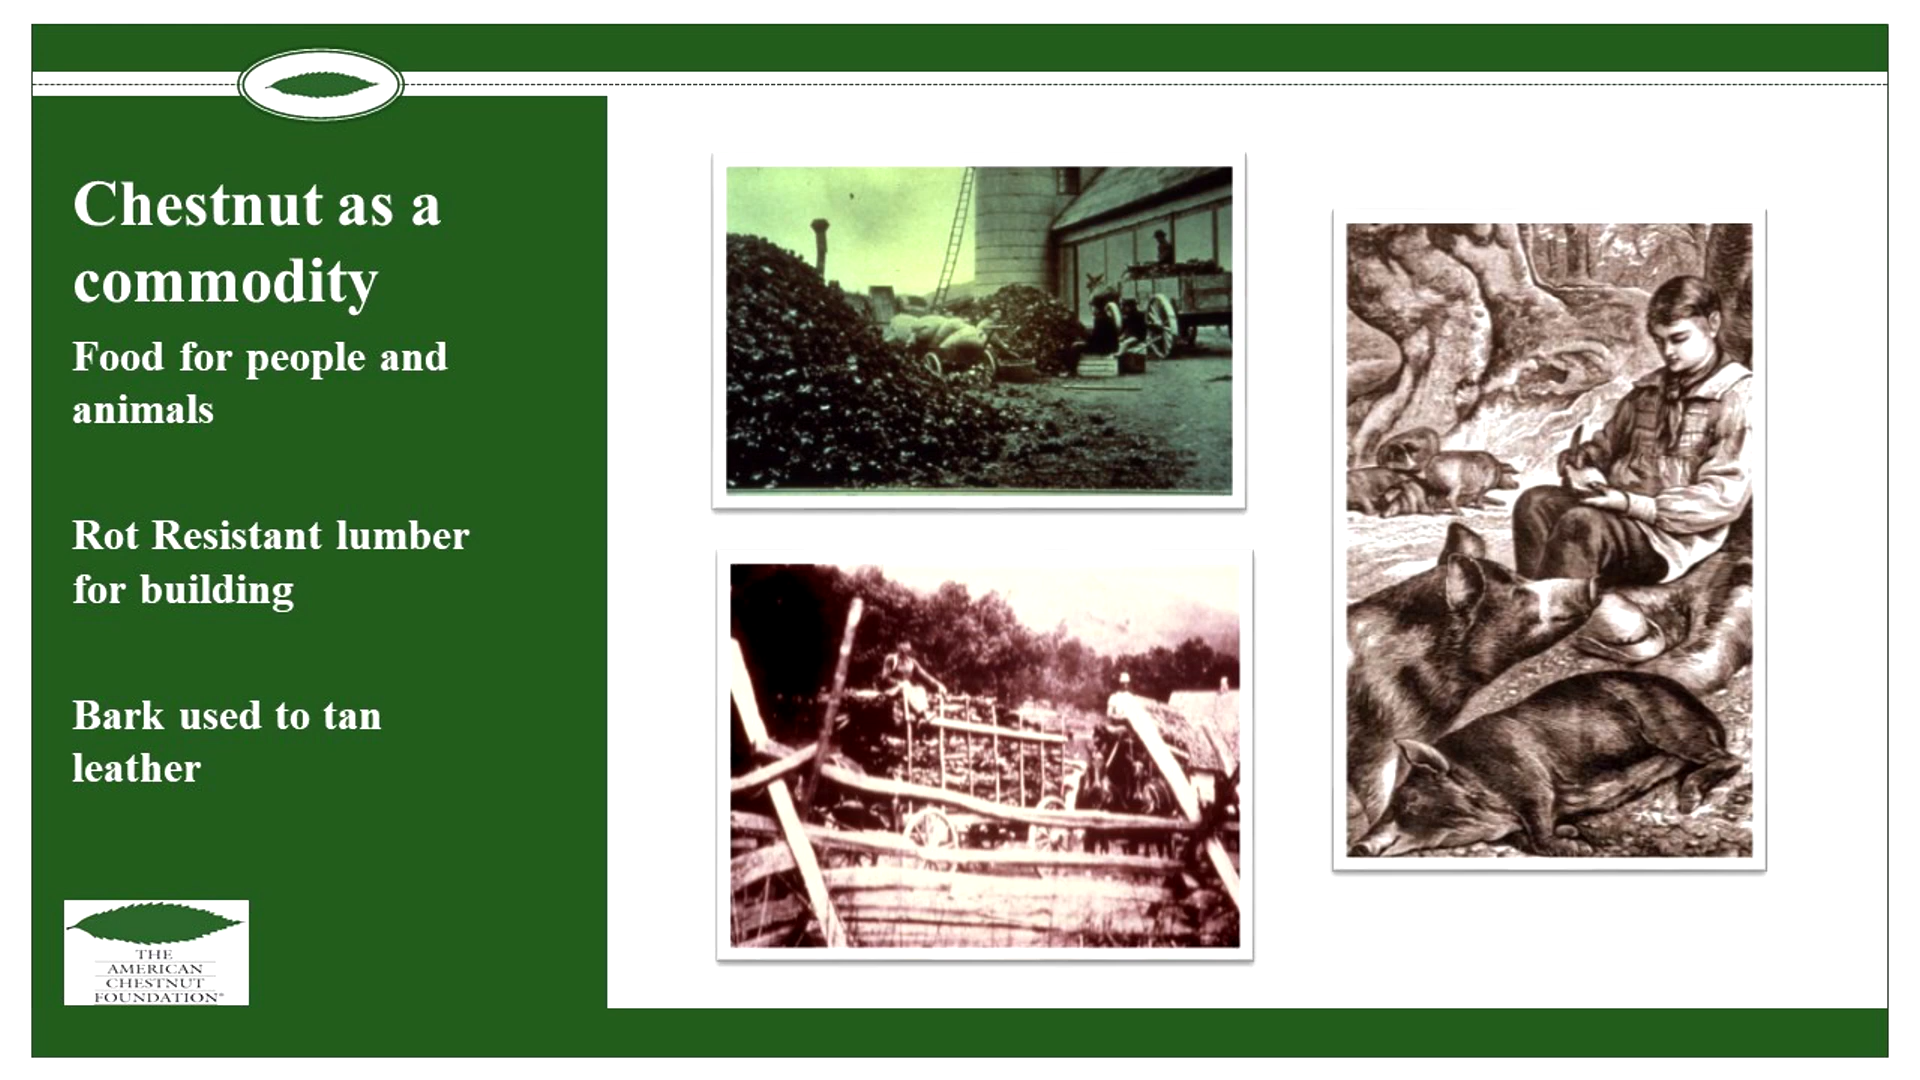 Chestnut as a
commodity
Food for people and
animals
Rot Resistant lumber
for building
Bark used to tan
leather
THE
AMERICAN
CHESTNUT
FOUNDATION®